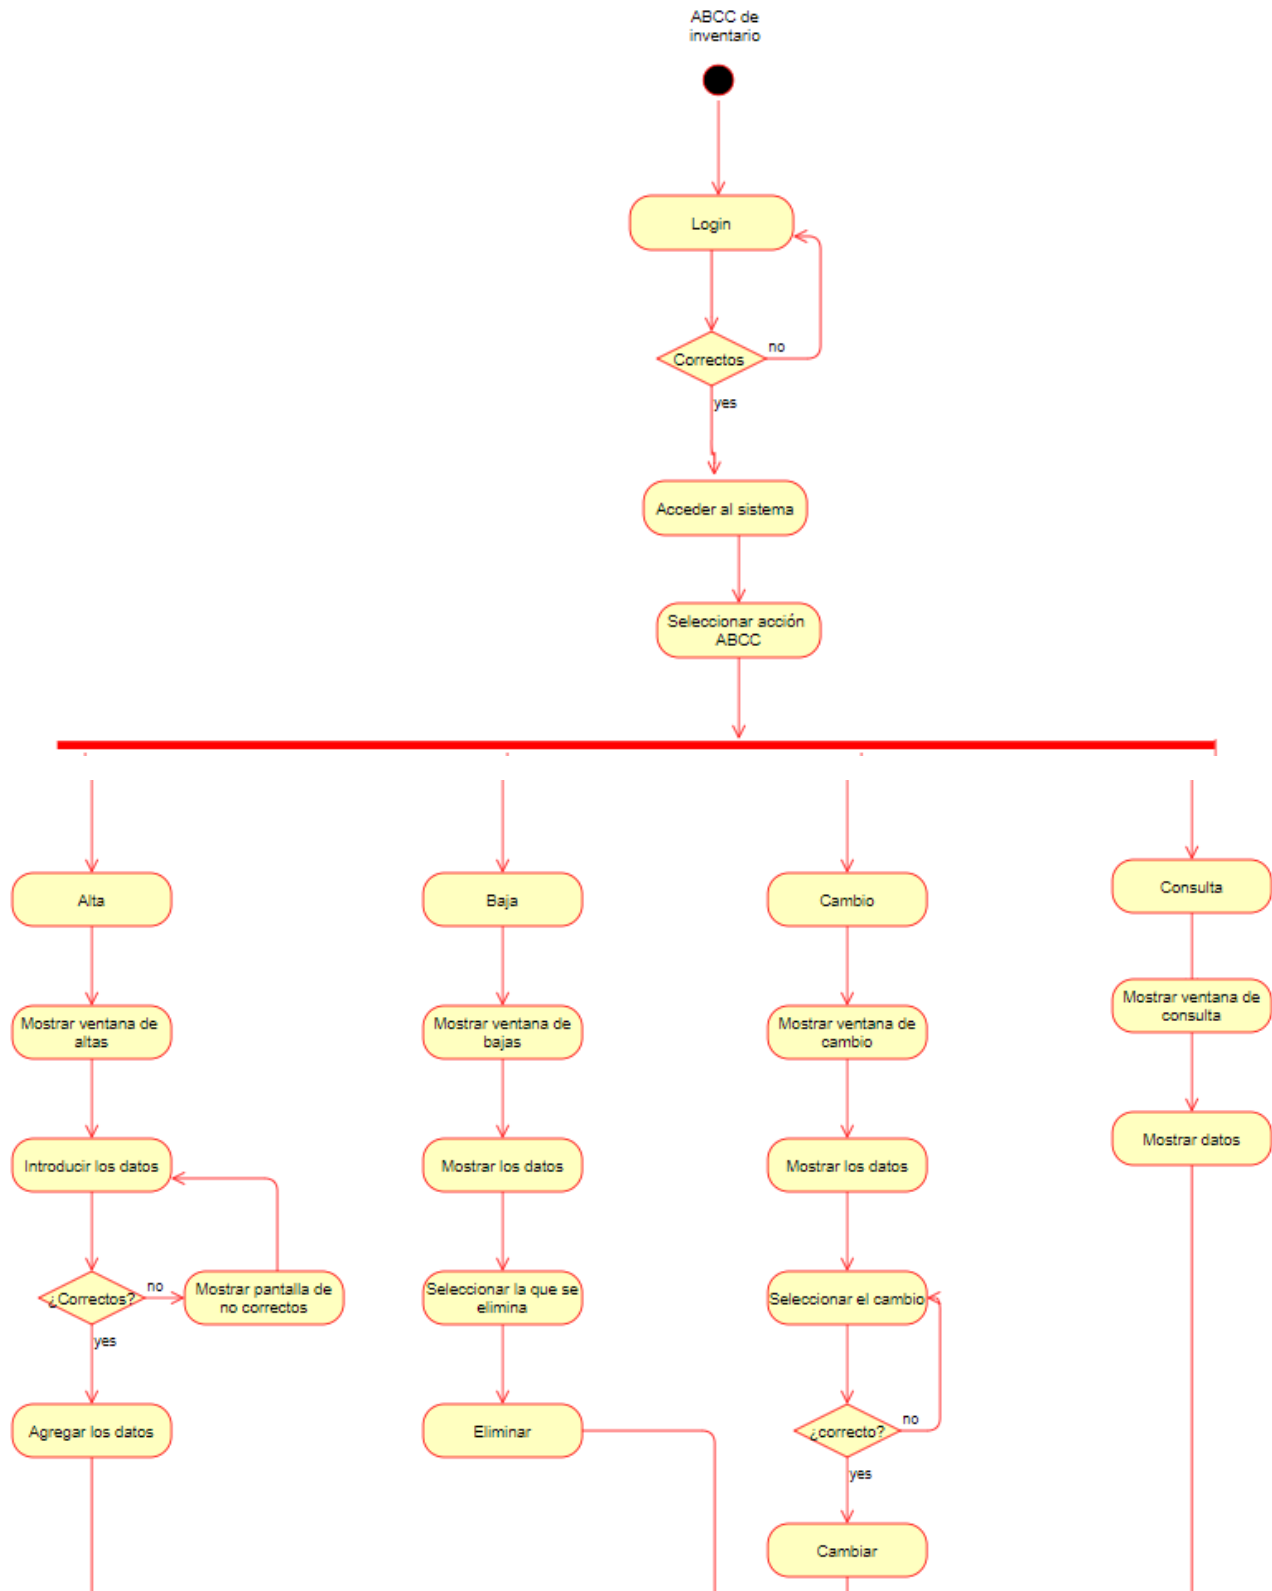 ABCC de
inventario
Login
Correctos
no
yes
Acceder al sistema
Seleccionar acción
ABCC
Alta
Baja
Cambio
Consulta
Mostrar ventana de
altas
Mostrar ventana de
bajas
Mostrar ventana de
cambio
Mostrar ventana de
consulta
Introducir los datos
Mostrar los datos
Mostrar los datos
Mostrar datos
¿Correctos?
no
Mostrar pantalla de
no correctos
yes
Seleccionar la que se
elimina
Seleccionar el cambio
Agregar los datos
Eliminar
¿correcto?
no
yes
Cambiar